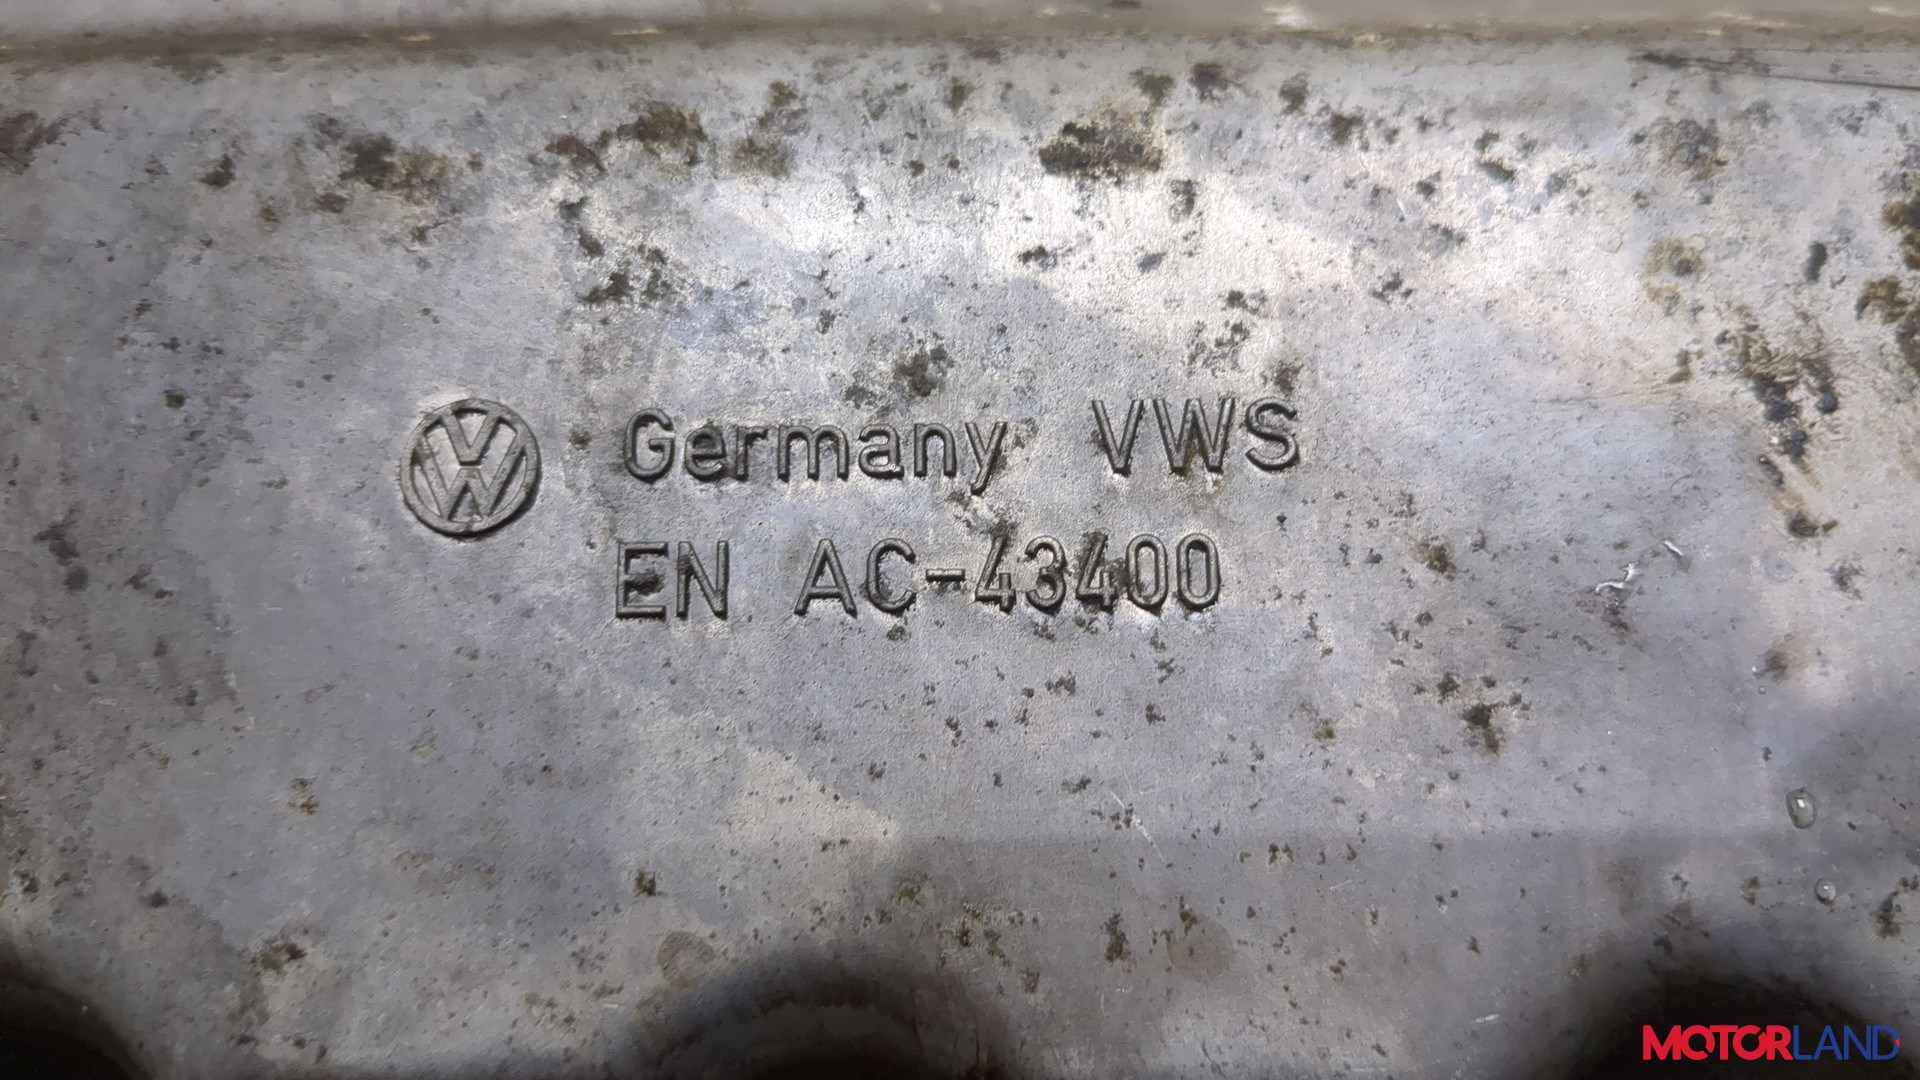 Germany VWS
EN AC-43400
MOTORLAND